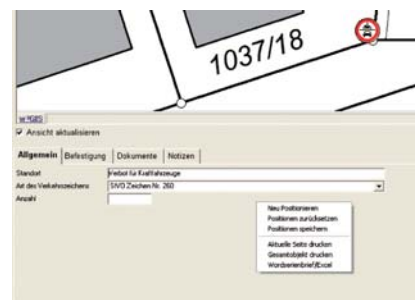 1037/18
Ansicht aktualisieren
Allgemein Befestigung Dokumente Notizen
Standort Verbot für Kraftfahrzeuge
Art des Verkehrszeichens StVO Zeichen Nr. 260
Anzahl
Neu Positionieren
Positionen zurücksetzen
Positionen speichern
Aktuelle Seite drucken
Gesamtobjekt drucken
Wordserienbrief/Excel